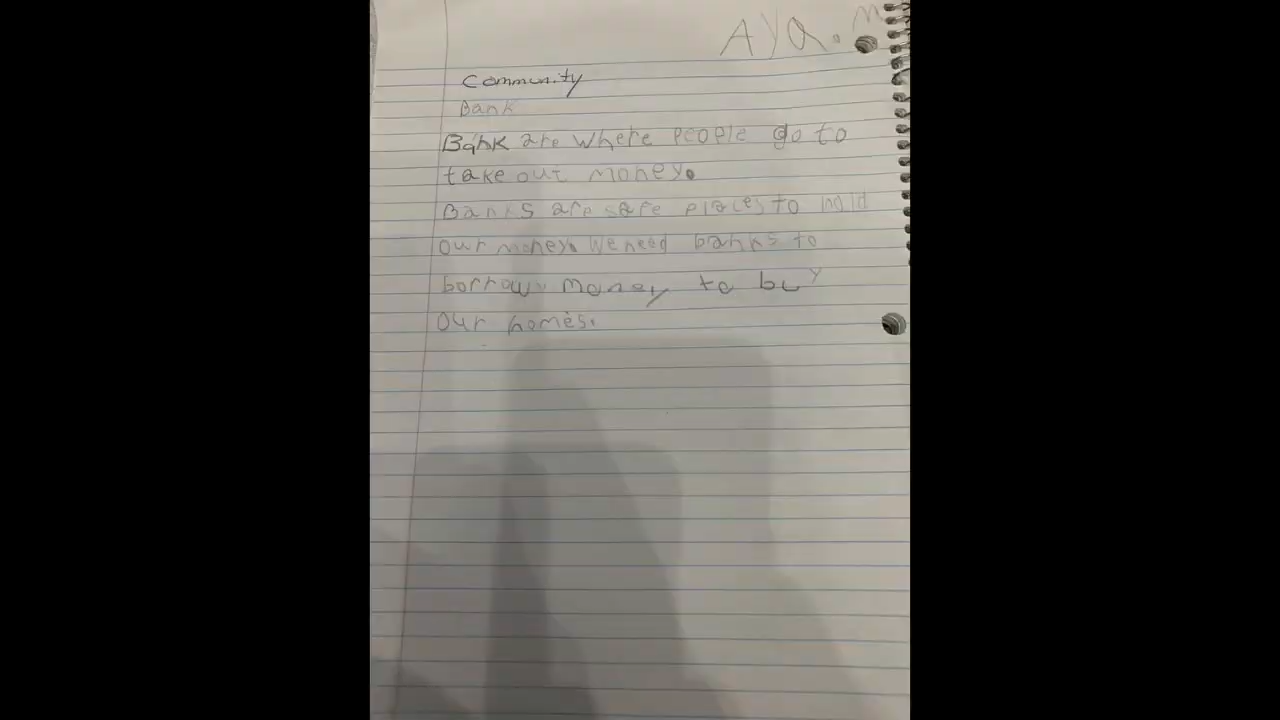 AYA. M
Community
Bank
Bank are where people go to
take out money.
Banks are safe places to hold
our money. We need banks to
borrow money to buy
our homes.